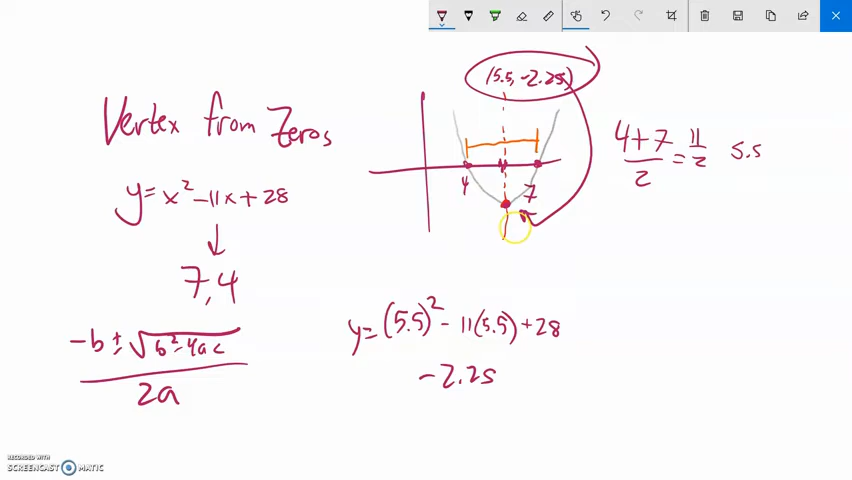 Vertex from Zeros
y = x² - 11x + 28
7, 4
-b ± √b² - 4ac
2a
(5.5, -2.25)
4
7
4+7
2
= 11/2
5.5
y = (5.5)² - 11(5.5) + 28
-2.25
RECORDED WITH
SCREENCAST MATIC